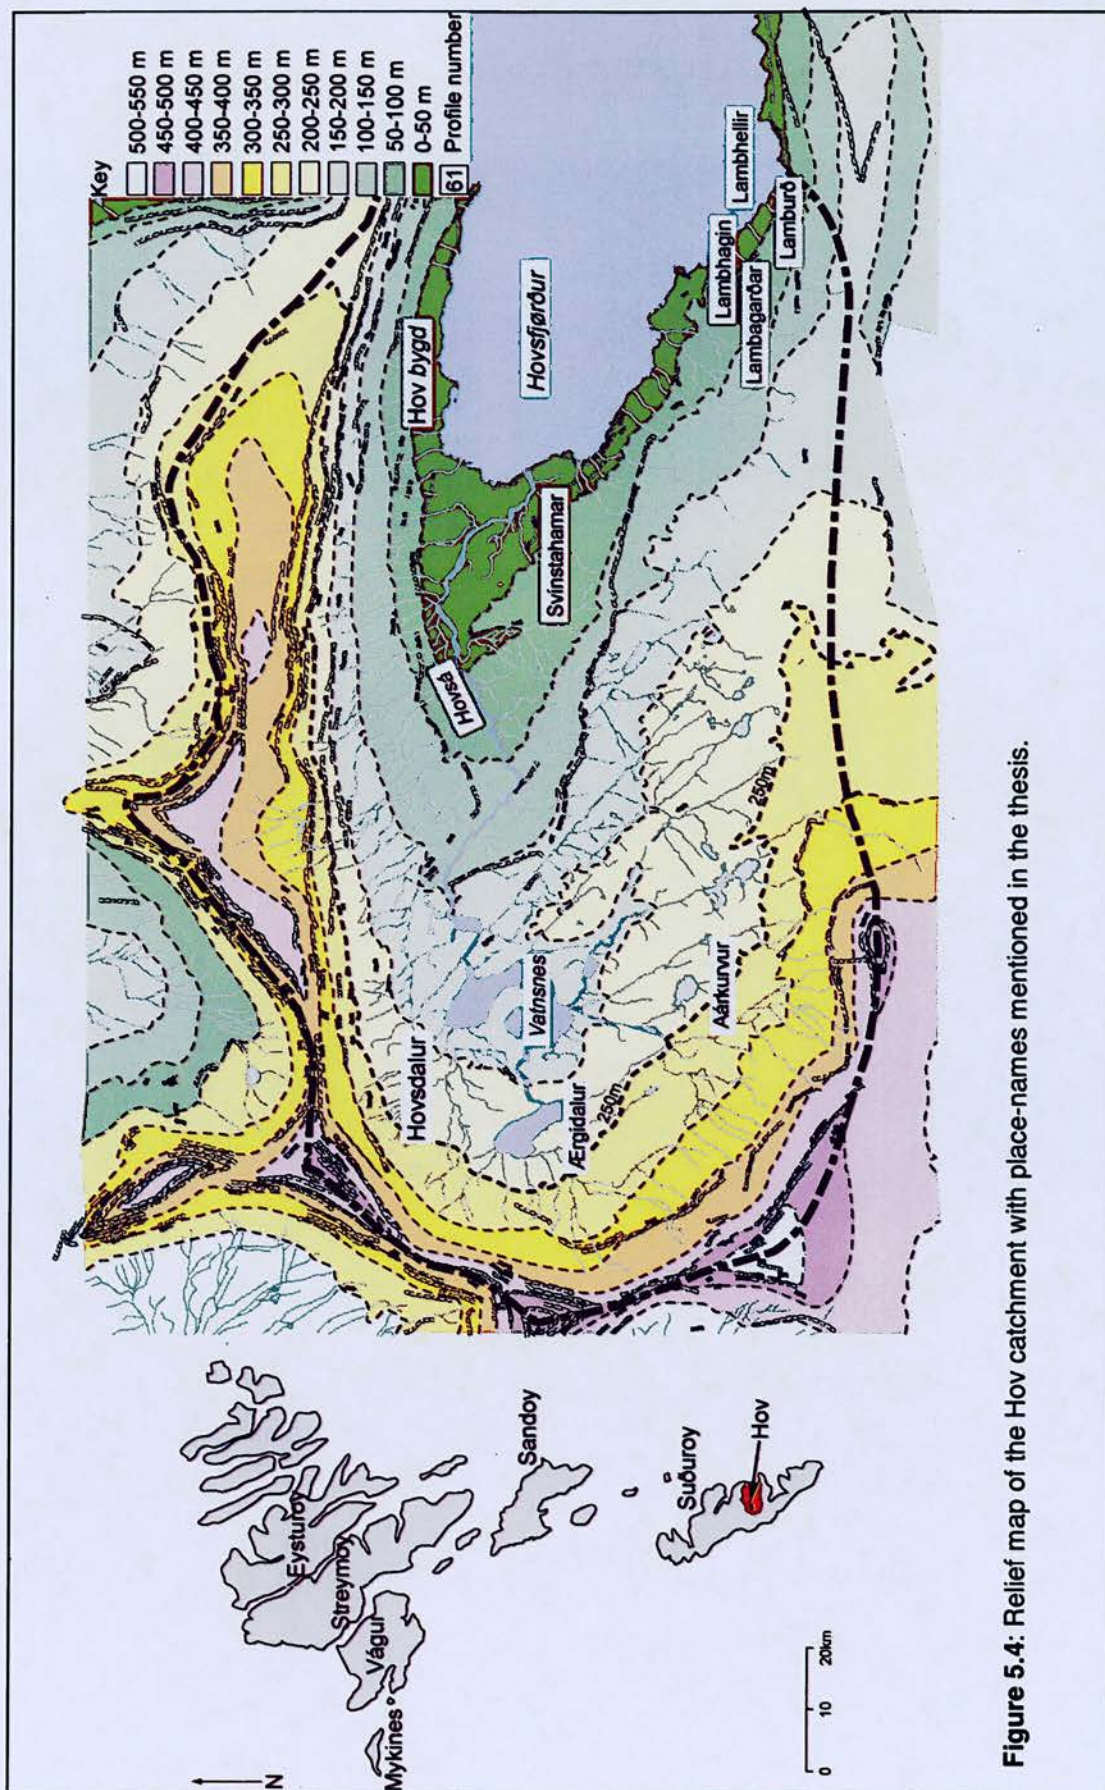 N
Mykines
Vágur
Streymoy
Eysturoy
Sandoy
Suðuroy
Hov
0
10
20km
Key
500-550 m
450-500 m
400-450 m
350-400 m
300-350 m
250-300 m
200-250 m
150-200 m
100-150 m
50-100 m
0-50 m
61 Profile number
Hov bygd
Hovsfjørður
Hovsá
Svínstahamar
Hovsdalur
Vatnsnes
Ærgidalur
Aárkurvur
250m
250m
Lambhagin
Lambhellir
Lambagarðar
Lamburð
Figure 5.4: Relief map of the Hov catchment with place-names mentioned in the thesis.